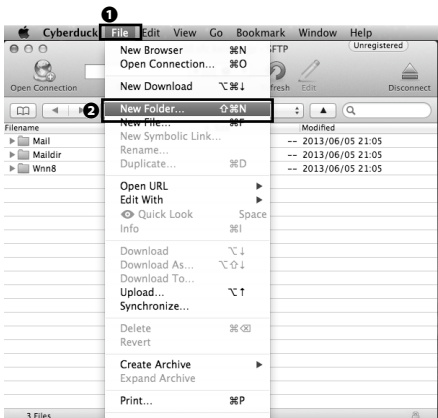 ❶
Cyberduck File Edit View Go Bookmark Window Help
FTP
Unregistered
Open Connection
fresh Edit Disconnect
New Browser ⌘N
Open Connection... ⌘O
New Download ⌥⌘↓
❷ New Folder... ⇧⌘N
New File... ⌘F
New Symbolic Link...
Rename...
Duplicate... ⌘D
Open URL ▶
Edit With ▶
Quick Look Space
Info ⌘I
Download ⌥↓
Download As... ⌥⇧↓
Download To...
Upload... ⌥↑
Synchronize...
Delete ⌘⌫
Revert
Create Archive ▶
Expand Archive
Print... ⌘P
Filename Modified
Mail -- 2013/06/05 21:05
Maildir -- 2013/06/05 21:05
Wnn8 -- 2013/06/05 21:05
3 Files